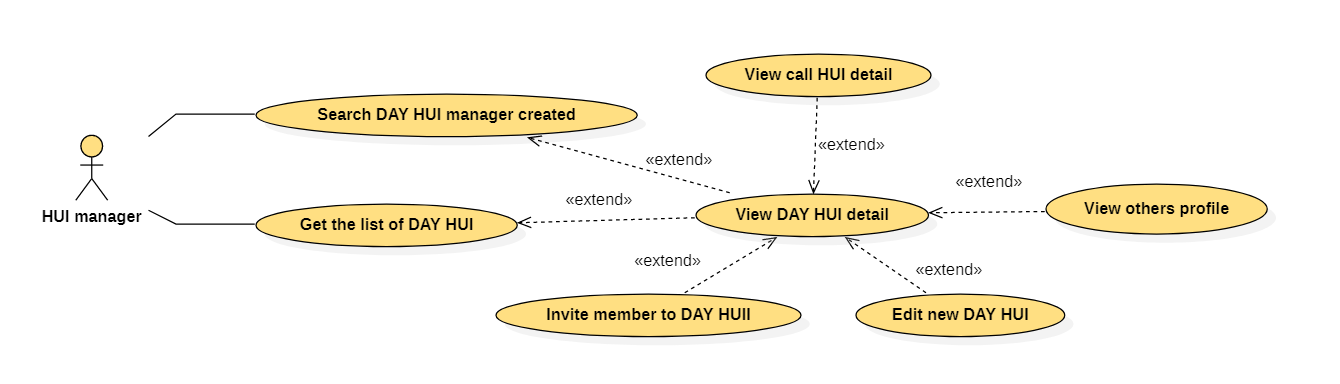 View call HUI detail
«extend»
Search DAY HUI manager created
«extend»
«extend»
HUI manager
«extend»
View others profile
View DAY HUI detail
Get the list of DAY HUI
«extend»
«extend»
Invite member to DAY HUII
Edit new DAY HUI